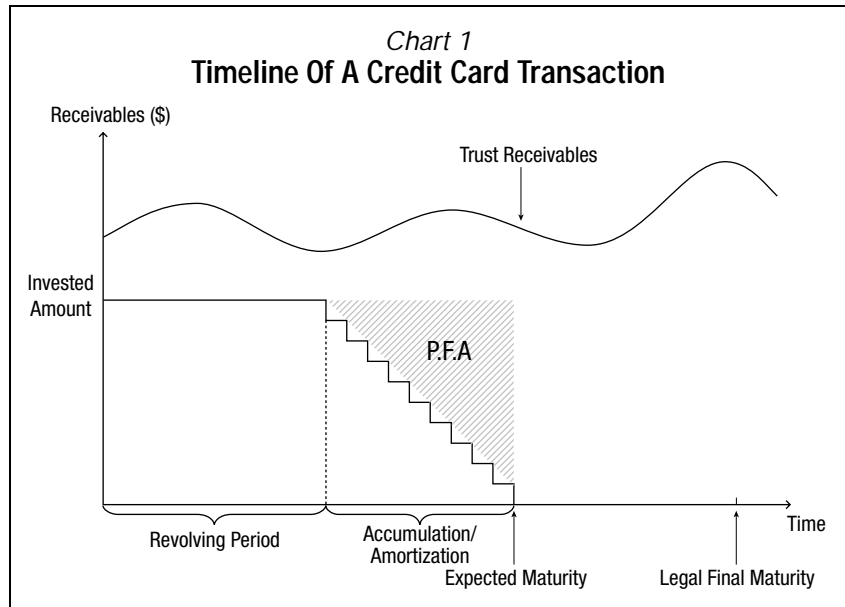 Chart 1
Timeline Of A Credit Card Transaction
Receivables ($)
Trust Receivables
Invested
Amount
P.F.A
Time
Revolving Period
Accumulation/
Amortization
Expected Maturity
Legal Final Maturity